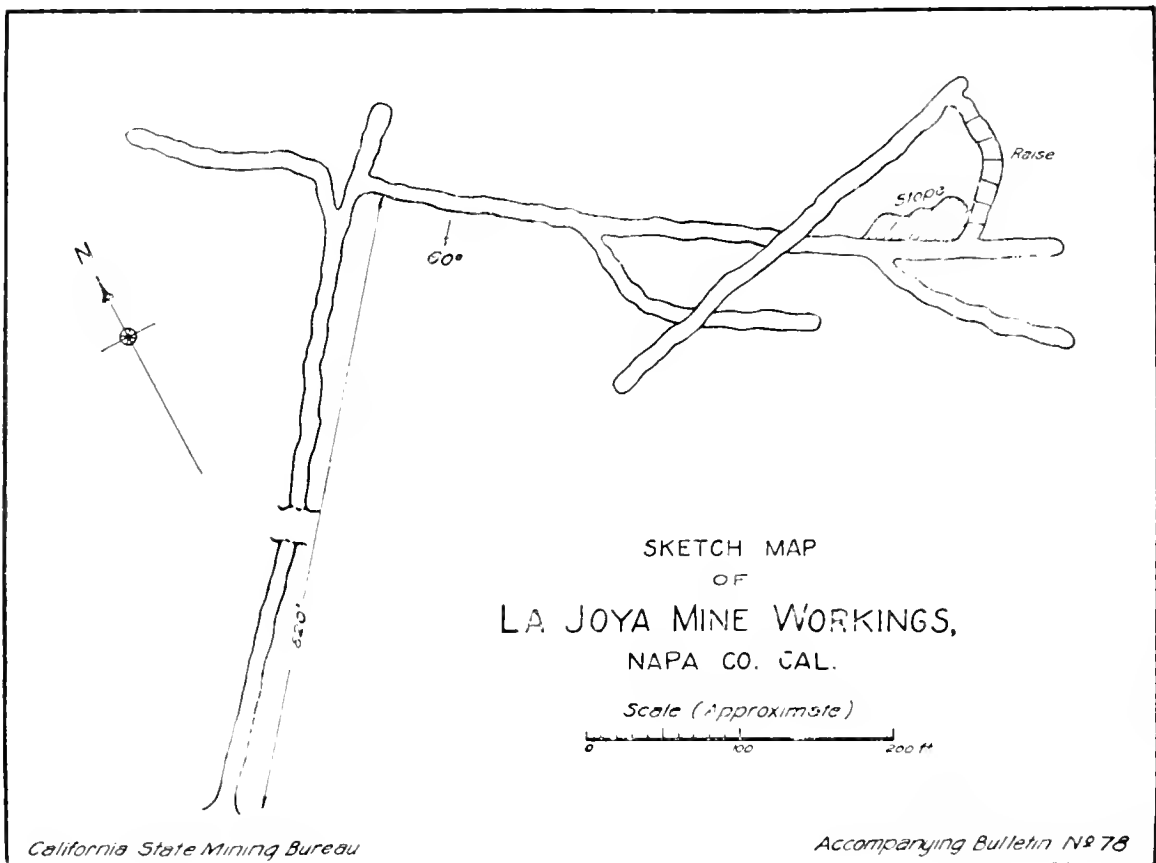 N
60°
Raise
Stope
620'
SKETCH MAP
OF
LA JOYA MINE WORKINGS,
NAPA CO. CAL.
Scale (Approximate)
0 100 200 ft
California State Mining Bureau
Accompanying Bulletin Nº 78